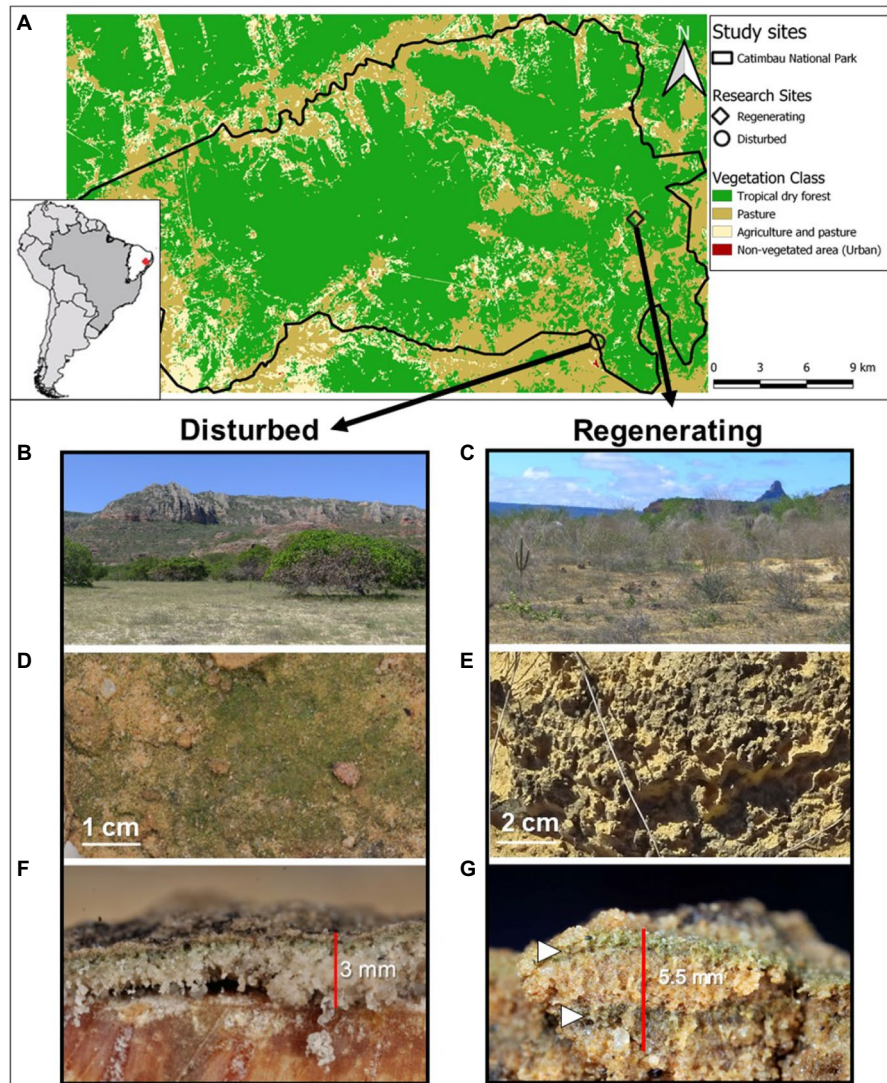 A
N
Study sites
Catimbau National Park
Research Sites
Regenerating
Disturbed
Vegetation Class
Tropical dry forest
Pasture
Agriculture and pasture
Non-vegetated area (Urban)
0 3 6 9 km
Disturbed
Regenerating
B
C
D
E
1 cm
2 cm
F
G
3 mm
5.5 mm